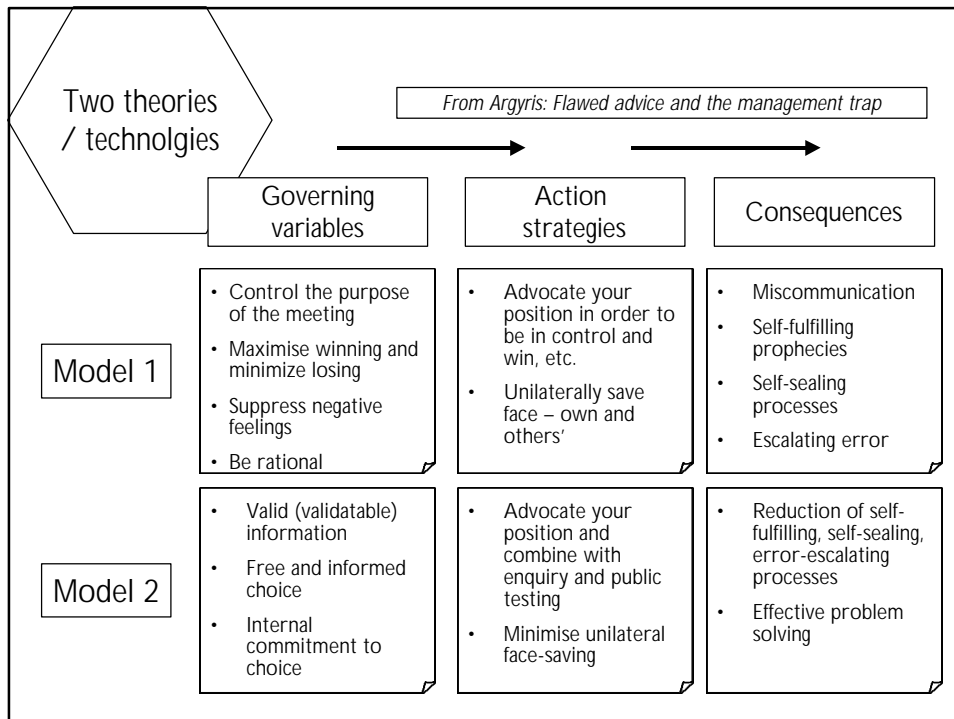 Two theories
/ technolgies
From Argyris: Flawed advice and the management trap
Governing
variables
Action
strategies
Consequences
Model 1
• Control the purpose
of the meeting
• Maximise winning and
minimize losing
• Suppress negative
feelings
• Be rational
• Advocate your
position in order to
be in control and
win, etc.
• Unilaterally save
face – own and
others’
• Miscommunication
• Self-fulfilling
prophecies
• Self-sealing
processes
• Escalating error
Model 2
• Valid (validatable)
information
• Free and informed
choice
• Internal
commitment to
choice
• Advocate your
position and
combine with
enquiry and public
testing
• Minimise unilateral
face-saving
• Reduction of self-
fulfilling, self-sealing,
error-escalating
processes
• Effective problem
solving